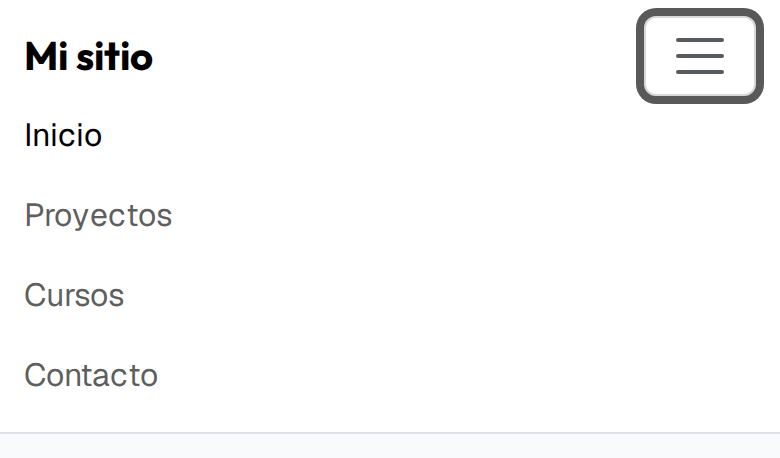 Mi sitio
Inicio
Proyectos
Cursos
Contacto